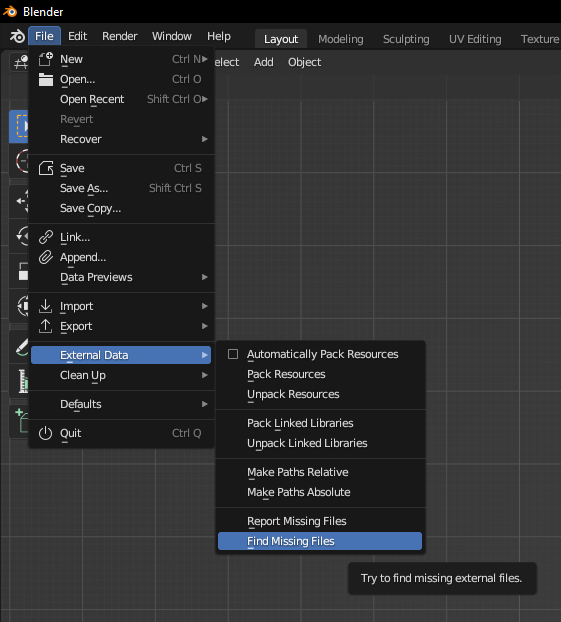 Blender
File Edit Render Window Help Layout Modeling Sculpting UV Editing Texture
elect Add Object
New Ctrl N
Open... Ctrl O
Open Recent Shift Ctrl O
Revert
Recover
Save Ctrl S
Save As... Shift Ctrl S
Save Copy...
Link...
Append...
Data Previews
Import
Export
External Data
Clean Up
Defaults
Quit Ctrl Q
Automatically Pack Resources
Pack Resources
Unpack Resources
Pack Linked Libraries
Unpack Linked Libraries
Make Paths Relative
Make Paths Absolute
Report Missing Files
Find Missing Files
Try to find missing external files.